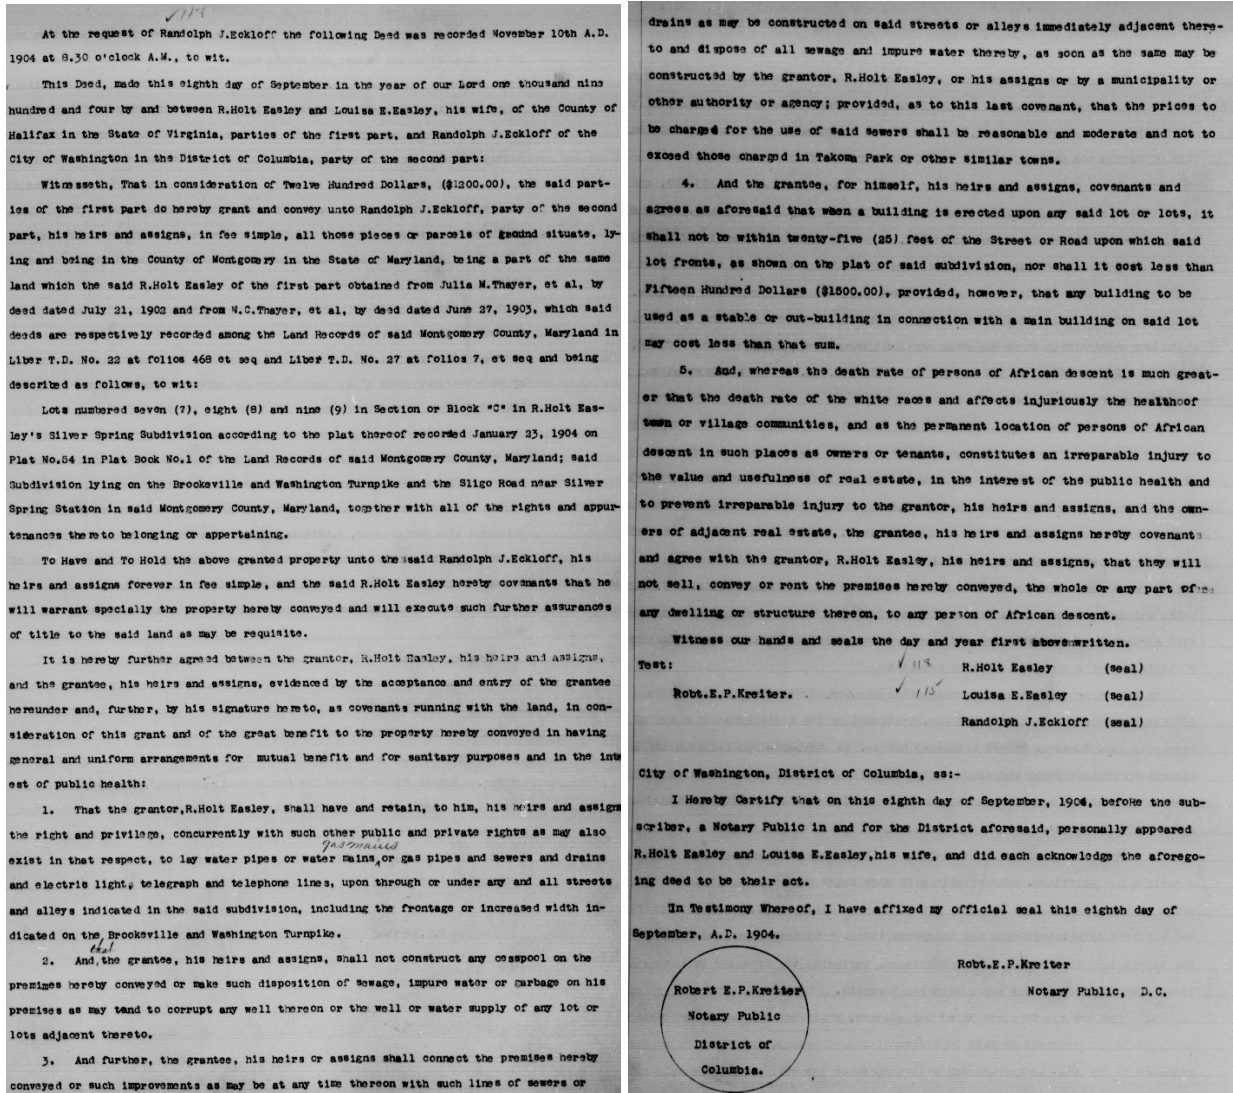 118
At the request of Randolph J.Eckloff the following Deed was recorded November 10th A.D.
1904 at 8.30 o'clock A.M., to wit.
This Deed, made this eighth day of September in the year of our Lord one thousand nine
hundred and four by and between R.Holt Easley and Louisa E.Easley, his wife, of the County of
Halifax in the State of Virginia, parties of the first part, and Randolph J.Eckloff of the
City of Washington in the District of Columbia, party of the second part:
Witnesseth, That in consideration of Twelve Hundred Dollars, ($1200.00), the said part-
ies of the first part do hereby grant and convey unto Randolph J.Eckloff, party of the second
part, his heirs and assigns, in fee simple, all those pieces or parcels of ground situate, ly-
ing and being in the County of Montgomery in the State of Maryland, being a part of the same
land which the said R.Holt Easley of the first part obtained from Julia M.Thayer, et al, by
deed dated July 21, 1902 and from W.C.Thayer, et al, by deed dated June 27, 1903, which said
deeds are respectively recorded among the Land Records of said Montgomery County, Maryland in
Liber T.D. No. 22 at folios 468 et seq and Liber T.D. No. 27 at folios 7, et seq and being
described as follows, to wit:
Lots numbered seven (7), eight (8) and nine (9) in Section or Block "C" in R.Holt Eas-
ley's Silver Spring Subdivision according to the plat thereof recorded January 23, 1904 on
Plat No.54 in Plat Book No.1 of the Land Records of said Montgomery County, Maryland; said
Subdivision lying on the Brookeville and Washington Turnpike and the Sligo Road near Silver
Spring Station in said Montgomery County, Maryland, together with all of the rights and appur-
tenances thereto belonging or appertaining.
To Have and To Hold the above granted property unto the said Randolph J.Eckloff, his
heirs and assigns forever in fee simple, and the said R.Holt Easley hereby covenants that he
will warrant specially the property hereby conveyed and will execute such further assurances
of title to the said land as may be requisite.
It is hereby further agreed between the grantor, R.Holt Easley, his heirs and assigns,
and the grantee, his heirs and assigns, evidenced by the acceptance and entry of the grantee
hereunder and, further, by his signature hereto, as covenants running with the land, in con-
sideration of this grant and of the great benefit to the property hereby conveyed in having
general and uniform arrangements for mutual benefit and for sanitary purposes and in the inte
est of public health:
1. That the grantor,R.Holt Easley, shall have and retain, to him, his heirs and assigns
the right and privilege, concurrently with such other public and private rights as may also
exist in that respect, to lay water pipes or water mains, gas mains or gas pipes and sewers and drains
and electric light, telegraph and telephone lines, upon through or under any and all streets
and alleys indicated in the said subdivision, including the frontage or increased width in-
dicated on the Brookeville and Washington Turnpike.
2. And, that the grantee, his heirs and assigns, shall not construct any cesspool on the
premimes hereby conveyed or make such disposition of sewage, impure water or garbage on his
premises as may tand to corrupt any well thereon or the well or water supply of any lot or
lots adjacent thereto.
3. And further, the grantee, his heirs or assigns shall connect the premises hereby
conveyed or such improvements as may be at any time thereon with such lines of sewers or
drains as may be constructed on said streets or alleys immediately adjacent there-
to and dispose of all sewage and impure water thereby, as soon as the same may be
constructed by the grantor, R.Holt Easley, or his assigns or by a municipality or
other authority or agency; provided, as to this last covenant, that the prices to
be charged for the use of said sewers shall be reasonable and moderate and not to
exceed those charged in Takoma Park or other similar towns.
4. And the grantee, for himself, his heirs and assigns, covenants and
agrees as aforesaid that when a building is erected upon any said lot or lots, it
shall not be within twenty-five (25) feet of the Street or Road upon which said
lot fronts, as shown on the plat of said subdivision, nor shall it cost less than
Fifteen Hundred Dollars ($1500.00), provided, however, that any building to be
used as a stable or out-building in connection with a main building on said lot
may cost less than that sum.
5. And, whereas the death rate of persons of African descent is much great-
er that the death rate of the white races and affects injuriously the healthof
town or village communities, and as the permanent location of persons of African
descent in such places as owners or tenants, constitutes an irreparable injury to
the value and usefulness of real estate, in the interest of the public health and
to prevent irreparable injury to the grantor, his heirs and assigns, and the own-
ers of adjacent real estate, the grantee, his heirs and assigns hereby covenant
and agree with the grantor, R.Holt Easley, his heirs and assigns, that they will
not sell, convey or rent the premises hereby conveyed, the whole or any part of
any dwelling or structure thereon, to any person of African descent.
Witness our hands and seals the day and year first abovewritten.
Test: 118 R.Holt Easley (seal)
Robt.E.P.Kreiter. 115 Louisa E.Easley (seal)
Randolph J.Eckloff (seal)
City of Washington, District of Columbia, ss:-
I Hereby Certify that on this eighth day of September, 1904, before the sub-
scriber, a Notary Public in and for the District aforesaid, personally appeared
R.Holt Easley and Louisa E.Easley,his wife, and did each acknowledge the aforego-
ing deed to be their act.
In Testimony Whereof, I have affixed my official seal this eighth day of
September, A.D. 1904.
Robt.E.P.Kreiter
Notary Public, D.C.
Robert E.P.Kreiter
Notary Public
District of
Columbia.